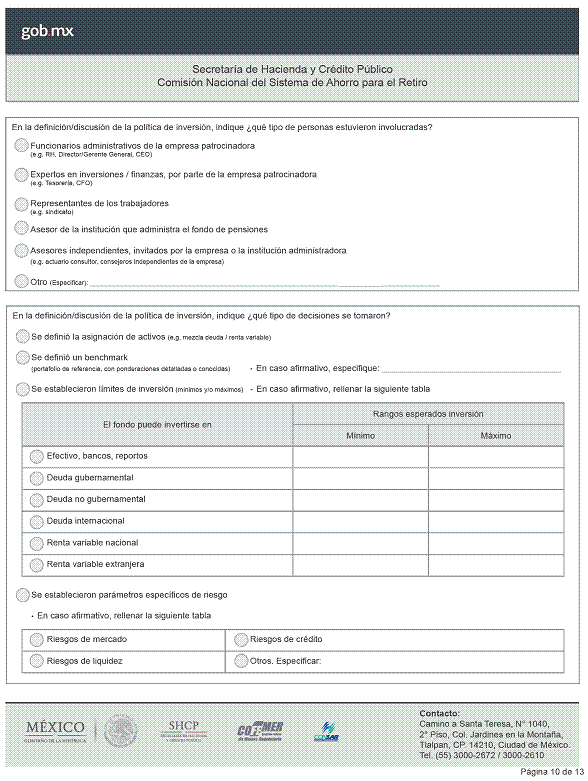 gob.mx
Secretaría de Hacienda y Crédito Público
Comisión Nacional del Sistema de Ahorro para el Retiro
En la definición/discusión de la política de inversión, indique ¿qué tipo de personas estuvieron involucradas?
Funcionarios administrativos de la empresa patrocinadora
(e.g. RH, Director/Gerente General, CEO)
Expertos en inversiones / finanzas, por parte de la empresa patrocinadora
(e.g. Tesorería, CFO)
Representantes de los trabajadores
(e.g. sindicato)
Asesor de la institución que administra el fondo de pensiones
Asesores independientes, invitados por la empresa o la institución administradora
(e.g. actuario consultor, consejeros independientes de la empresa)
Otro (Especificar):
En la definición/discusión de la política de inversión, indique ¿qué tipo de decisiones se tomaron?
Se definió la asignación de activos (e.g. mezcla deuda / renta variable)
Se definió un benchmark
(portafolio de referencia, con ponderaciones detalladas o conocidas) - En caso afirmativo, especifique:
Se establecieron límites de inversión (mínimos y/o máximos) - En caso afirmativo, rellenar la siguiente tabla
El fondo puede invertirse en
Rangos esperados inversión
Mínimo Máximo
Efectivo, bancos, reportos
Deuda gubernamental
Deuda no gubernamental
Deuda internacional
Renta variable nacional
Renta variable extranjera
Se establecieron parámetros específicos de riesgo
- En caso afirmativo, rellenar la siguiente tabla
Riesgos de mercado Riesgos de crédito
Riesgos de liquidez Otros. Especificar:
MÉXICO
GOBIERNO DE LA REPÚBLICA
SHCP
COFEMER
CONSAR
Contacto:
Camino a Santa Teresa, N° 1040,
2° Piso, Col. Jardines en la Montaña,
Tlalpan, CP. 14210, Ciudad de México.
Tel. (55) 3000-2672 / 3000-2610
Página 10 de 13